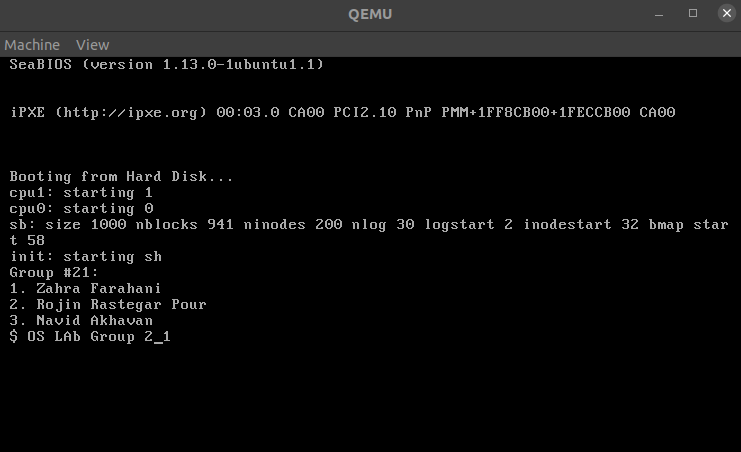 QEMU
Machine View
SeaBIOS (version 1.13.0-1ubuntu1.1)
iPXE (http://ipxe.org) 00:03.0 CA00 PCI2.10 PnP PMM+1FF8CB00+1FECCB00 CA00
Booting from Hard Disk...
cpu1: starting 1
cpu0: starting 0
sb: size 1000 nblocks 941 ninodes 200 nlog 30 logstart 2 inodestart 32 bmap star
t 58
init: starting sh
Group #21:
1. Zahra Farahani
2. Rojin Rastegar Pour
3. Navid Akhavan
$ OS LAb Group 2_1